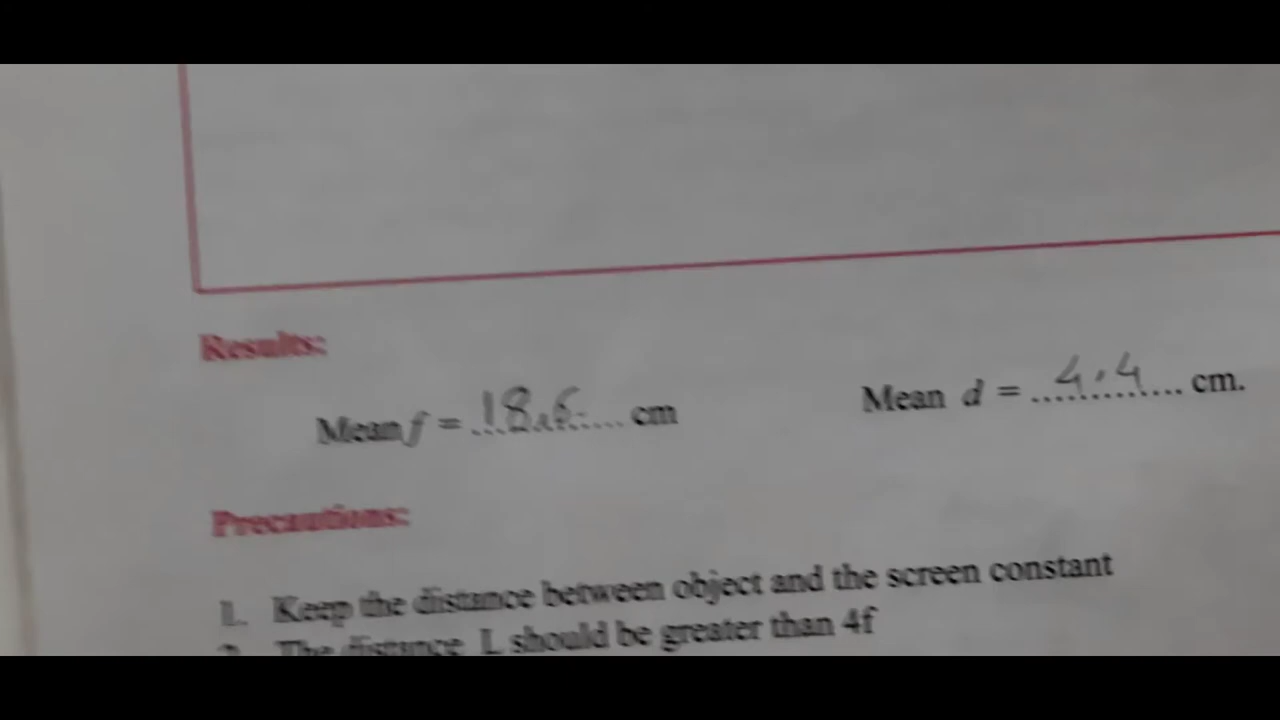 Results:
Mean f = 18.6 cm Mean d = 4.4 cm.
Precautions:
1. Keep the distance between object and the screen constant
2. The distance L should be greater than 4f